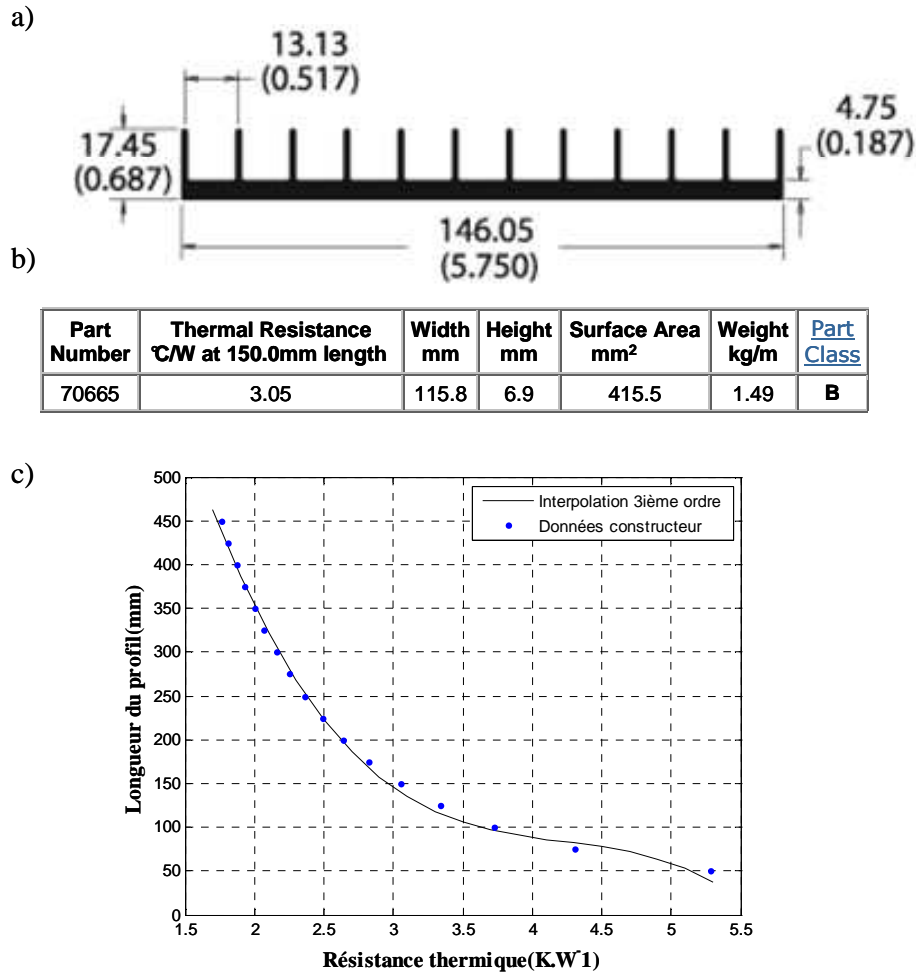 a)
13.13
(0.517)
4.75
(0.187)
17.45
(0.687)
146.05
(5.750)
b)
Part Number Thermal Resistance °C/W at 150.0mm length Width mm Height mm Surface Area mm² Weight kg/m Part Class
70665 3.05 115.8 6.9 415.5 1.49 B
c)
500
450
400
350
300
250
200
150
100
50
0
Longueur du profil(mm)
Interpolation 3ième ordre
Données constructeur
1.5 2 2.5 3 3.5 4 4.5 5 5.5
Résistance thermique(K.W⁻1)